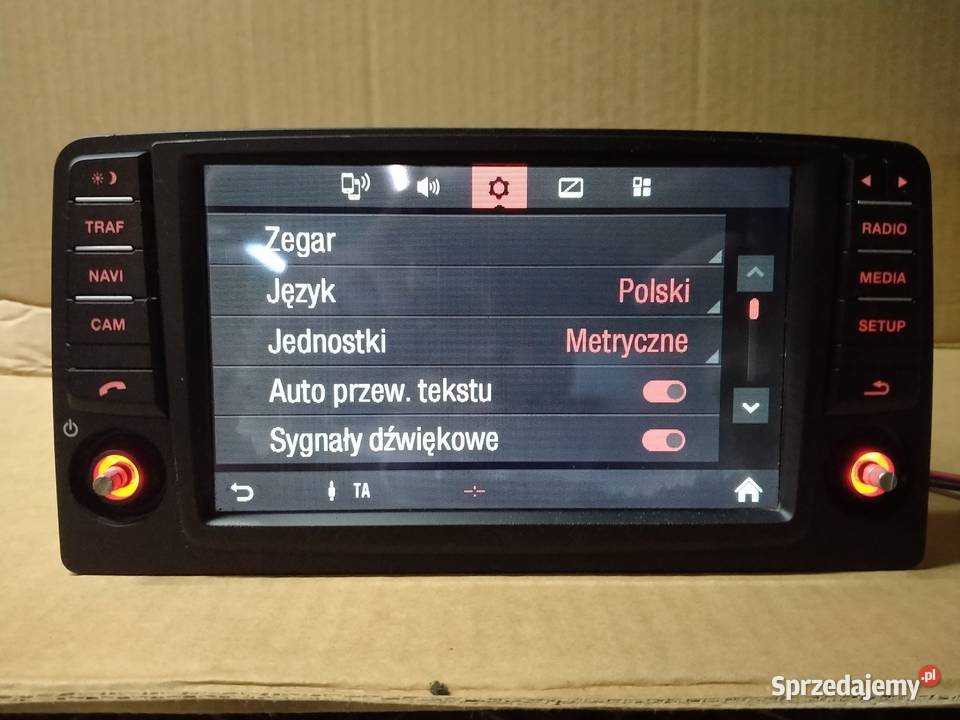 TRAF
NAVI
CAM
Zegar
Język Polski
Jednostki Metryczne
Auto przew. tekstu
Sygnały dźwiękowe
TA
RADIO
MEDIA
SETUP
Sprzedajemy.pl